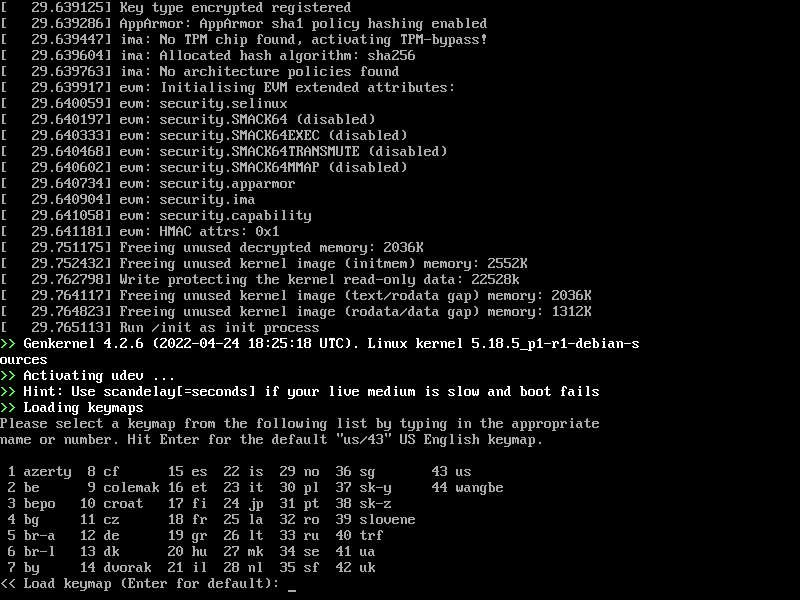 [   29.639125] Key type encrypted registered
[   29.639286] AppArmor: AppArmor sha1 policy hashing enabled
[   29.639447] ima: No TPM chip found, activating TPM-bypass!
[   29.639604] ima: Allocated hash algorithm: sha256
[   29.639763] ima: No architecture policies found
[   29.639917] evm: Initialising EVM extended attributes:
[   29.640059] evm: security.selinux
[   29.640197] evm: security.SMACK64 (disabled)
[   29.640333] evm: security.SMACK64EXEC (disabled)
[   29.640468] evm: security.SMACK64TRANSMUTE (disabled)
[   29.640602] evm: security.SMACK64MMAP (disabled)
[   29.640734] evm: security.apparmor
[   29.640904] evm: security.ima
[   29.641058] evm: security.capability
[   29.641181] evm: HMAC attrs: 0x1
[   29.751175] Freeing unused decrypted memory: 2036K
[   29.752432] Freeing unused kernel image (initmem) memory: 2552K
[   29.762798] Write protecting the kernel read-only data: 22528k
[   29.764117] Freeing unused kernel image (text/rodata gap) memory: 2036K
[   29.764823] Freeing unused kernel image (rodata/data gap) memory: 1312K
[   29.765113] Run /init as init process
>> Genkernel 4.2.6 (2022-04-24 18:25:18 UTC). Linux kernel 5.18.5_p1-r1-debian-s
ources
>> Activating udev ...
>> Hint: Use scandelay[=seconds] if your live medium is slow and boot fails
>> Loading keymaps
Please select a keymap from the following list by typing in the appropriate
name or number. Hit Enter for the default "us/43" US English keymap.
 1 azerty  8 cf      15 es  22 is  29 no  36 sg       43 us
 2 be      9 colemak 16 et  23 it  30 pl  37 sk-y     44 wangbe
 3 bepo   10 croat   17 fi  24 jp  31 pt  38 sk-z
 4 bg     11 cz      18 fr  25 la  32 ro  39 slovene
 5 br-a   12 de      19 gr  26 lt  33 ru  40 trf
 6 br-l   13 dk      20 hu  27 mk  34 se  41 ua
 7 by     14 dvorak  21 il  28 nl  35 sf  42 uk
<< Load keymap (Enter for default): _